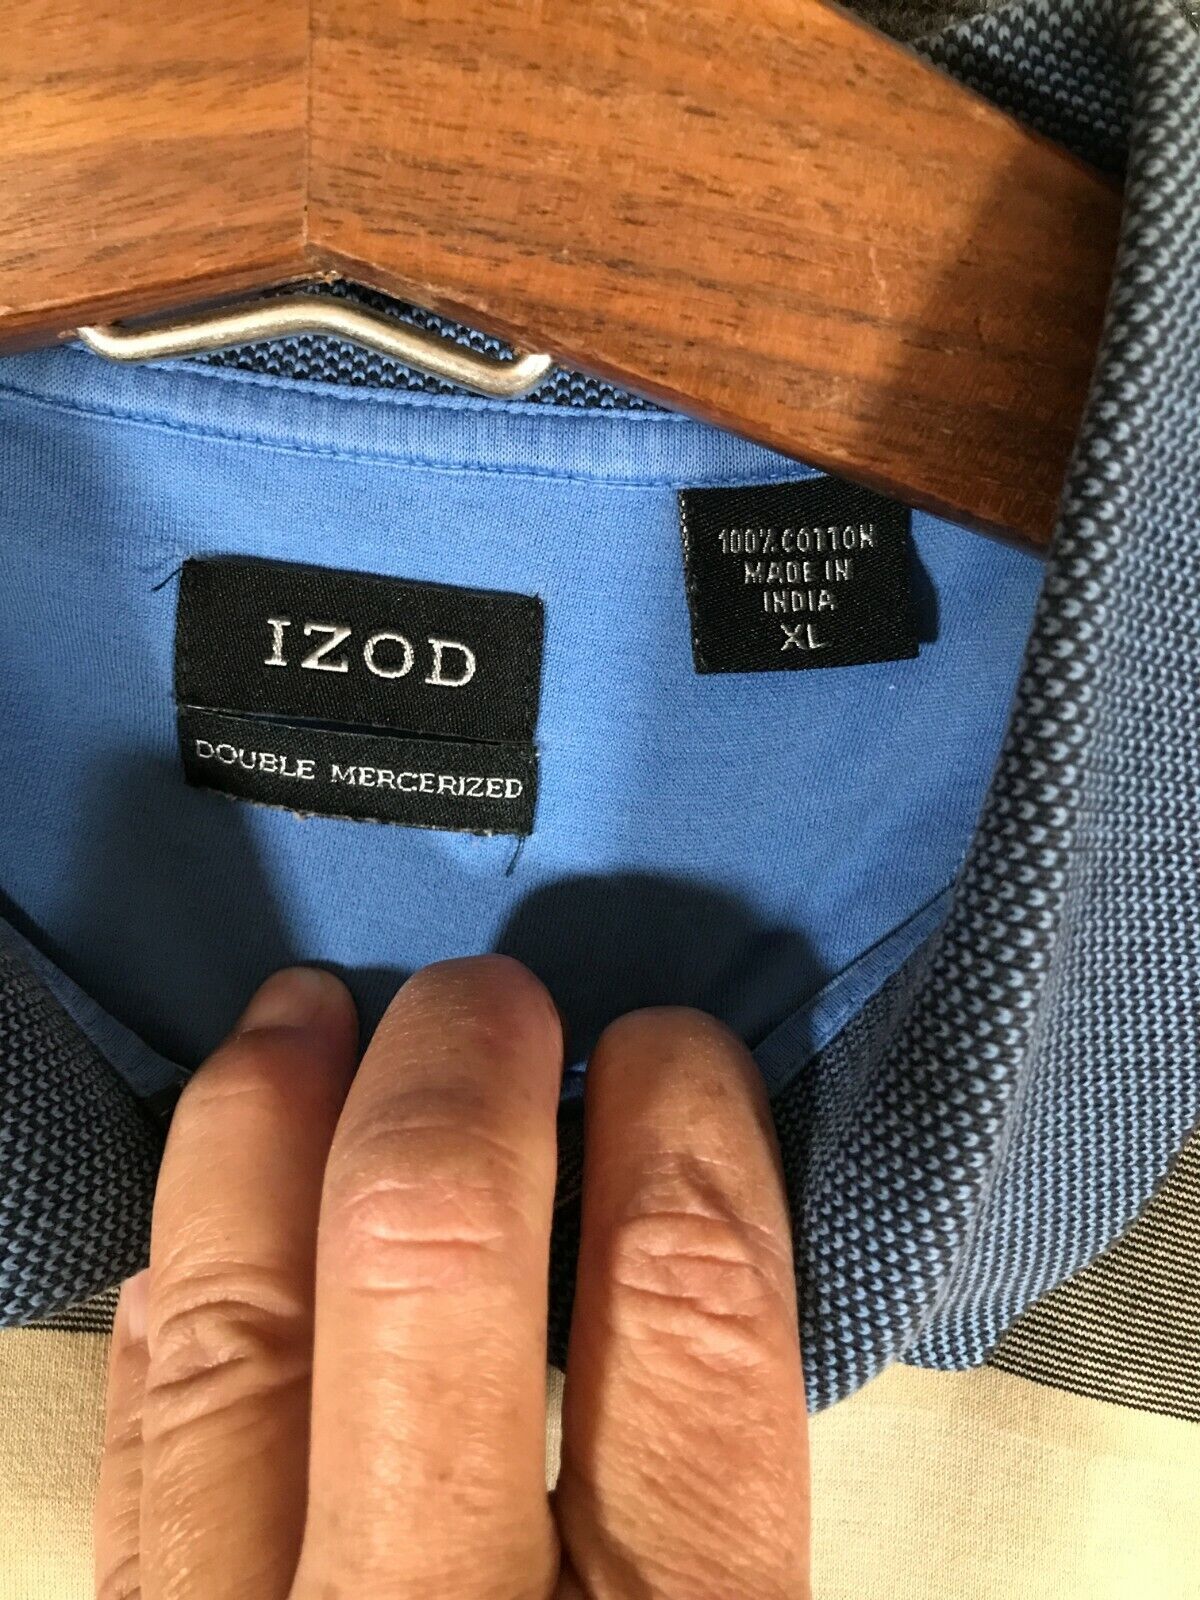 IZOD
DOUBLE MERCERIZED
100% COTTON
MADE IN
INDIA
XL